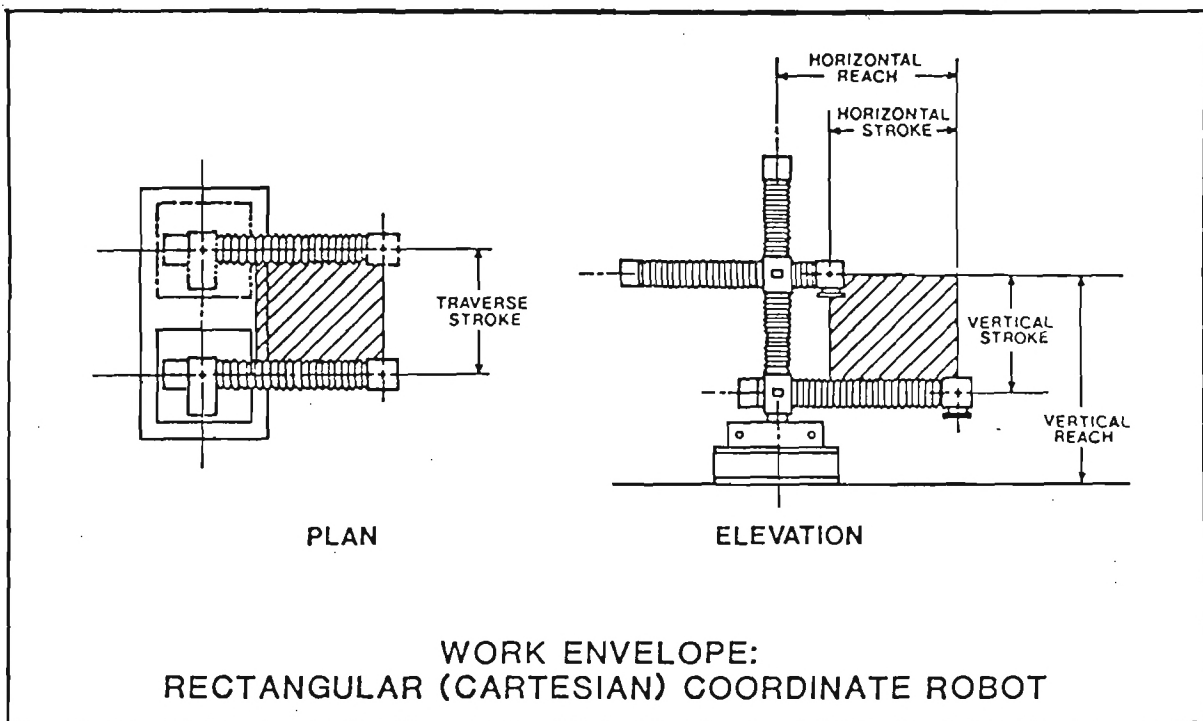 HORIZONTAL
REACH
HORIZONTAL
STROKE
TRAVERSE
STROKE
VERTICAL
STROKE
VERTICAL
REACH
PLAN
ELEVATION
WORK ENVELOPE:
RECTANGULAR (CARTESIAN) COORDINATE ROBOT